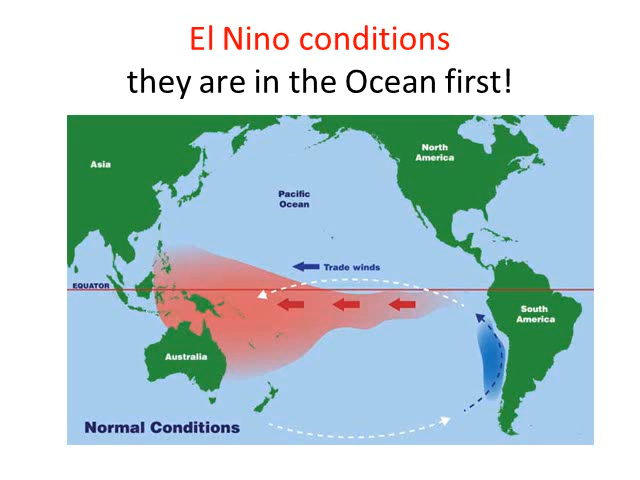 El Nino conditions
they are in the Ocean first!
Asia
North
America
Pacific
Ocean
Trade winds
EQUATOR
South
America
Australia
Normal Conditions